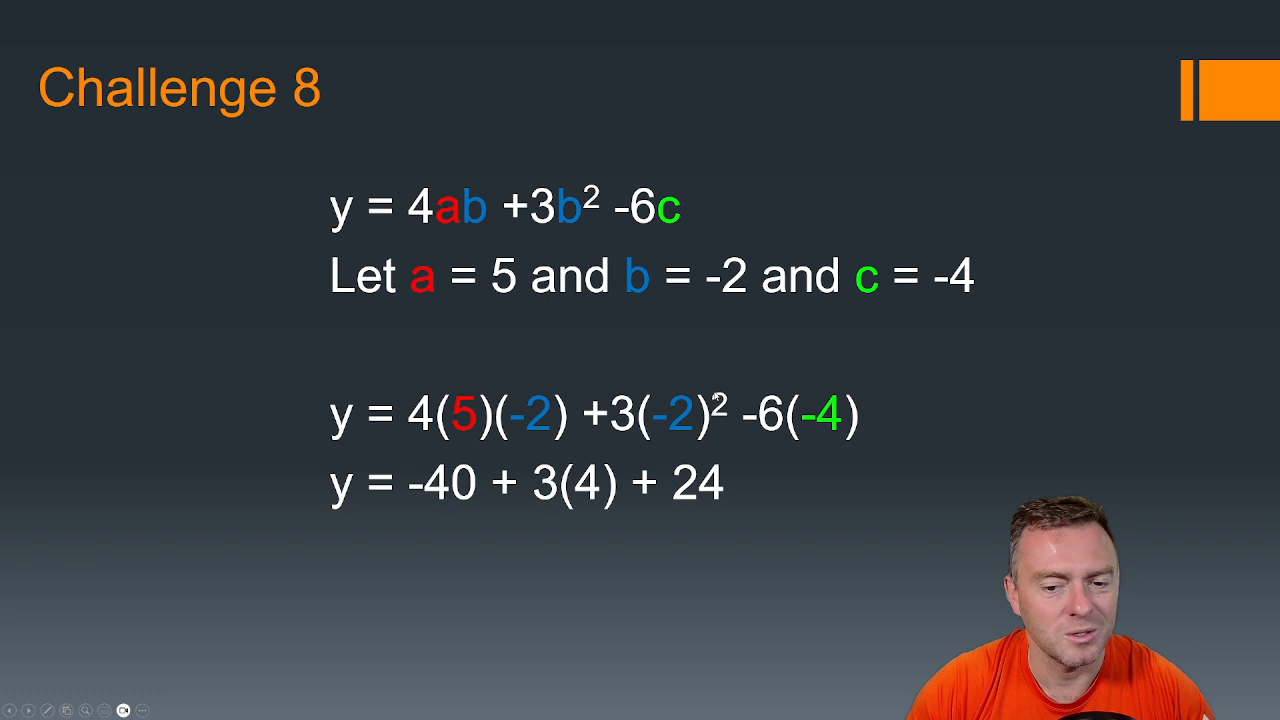 Challenge 8
y = 4ab +3b² -6c
Let a = 5 and b = -2 and c = -4
y = 4(5)(-2) +3(-2)² -6(-4)
y = -40 + 3(4) + 24